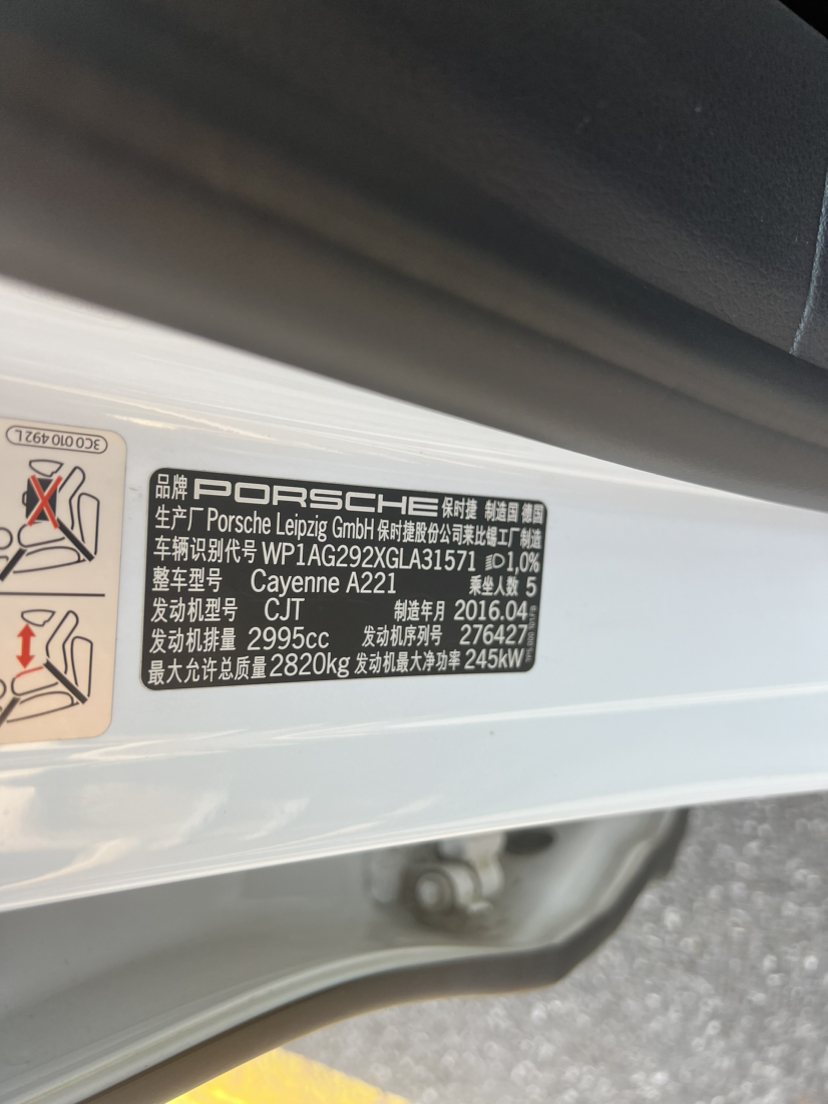 3C0 010 492 L
品牌 PORSCHE 保时捷 制造国 德国
生产厂 Porsche Leipzig GmbH 保时捷股份公司莱比锡工厂制造
车辆识别代号 WP1AG292XGLA31571 1,0%
整车型号 Cayenne A221 乘坐人数 5
发动机型号 CJT 制造年月 2016.04
发动机排量 2995cc 发动机序列号 276427
最大允许总质量 2820kg 发动机最大净功率 245kW